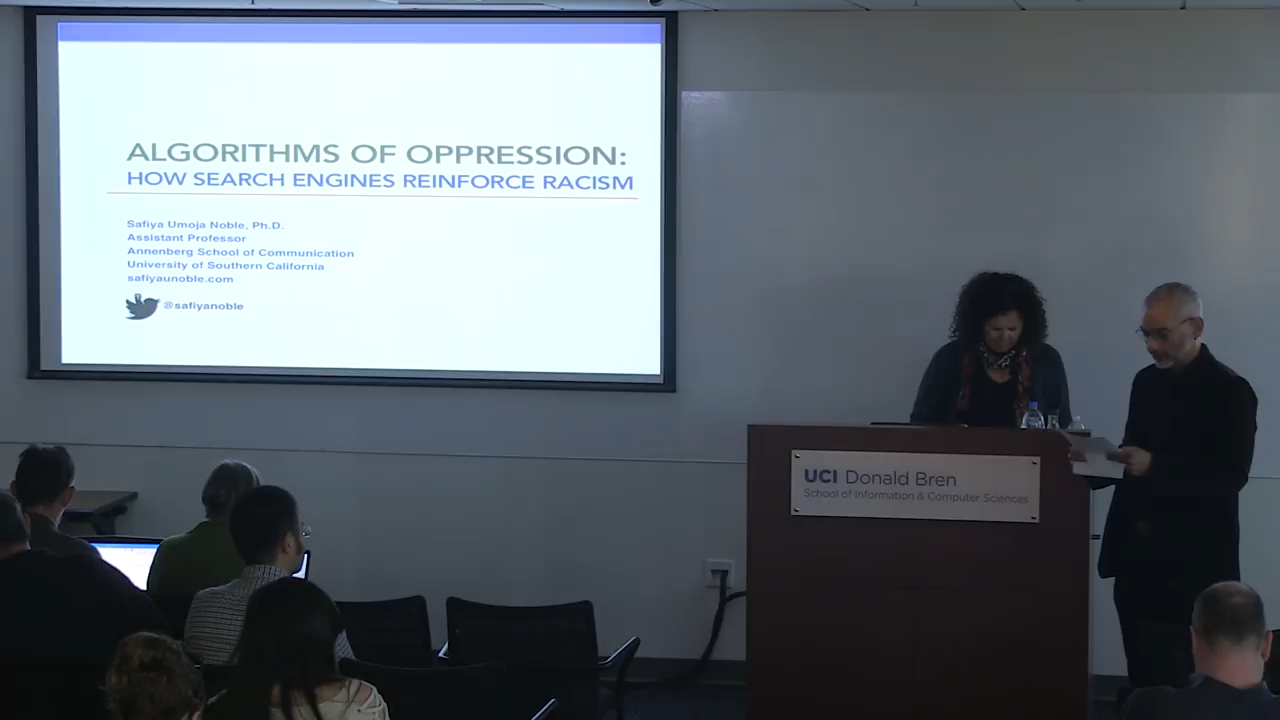 ALGORITHMS OF OPPRESSION:
HOW SEARCH ENGINES REINFORCE RACISM
Safiya Umoja Noble, Ph.D.
Assistant Professor
Annenberg School of Communication
University of Southern California
safiyaunoble.com
@safiyanoble
UCI Donald Bren
School of Information & Computer Sciences